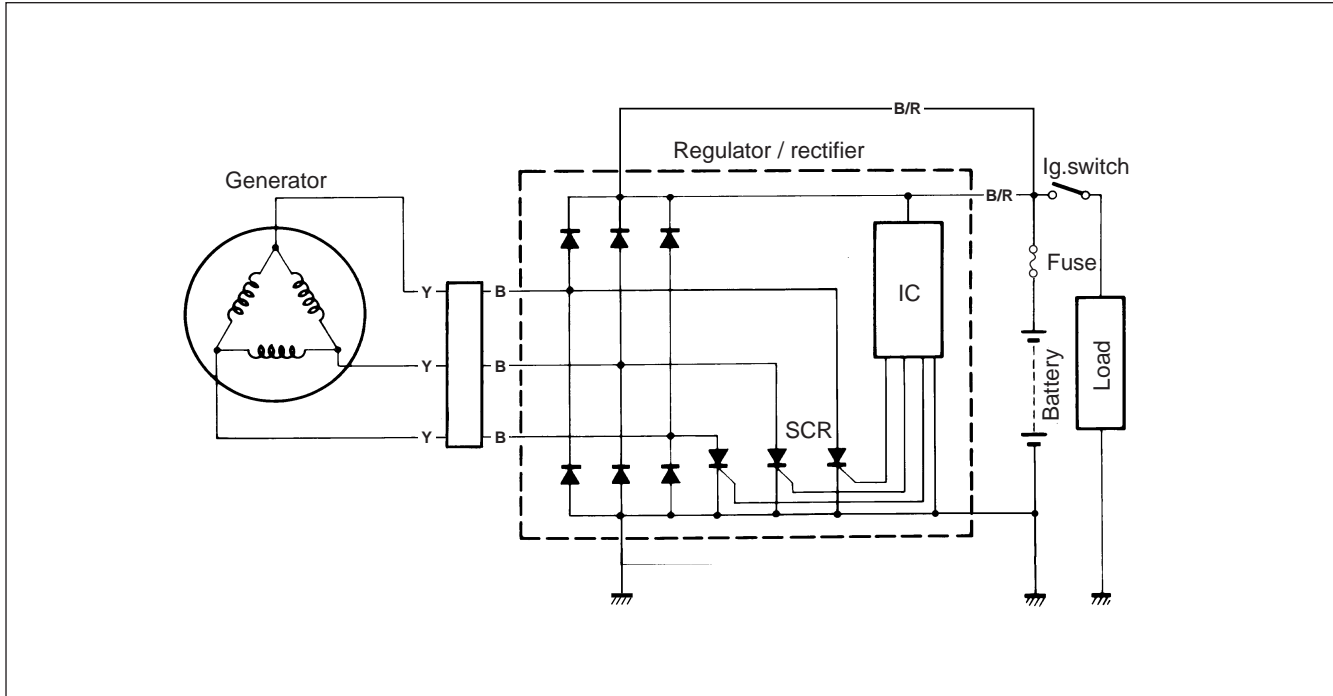 B/R
Regulator / rectifier
Ig.switch
Generator
B/R
Fuse
Y
B
IC
Load
Battery
Y
B
SCR
Y
B